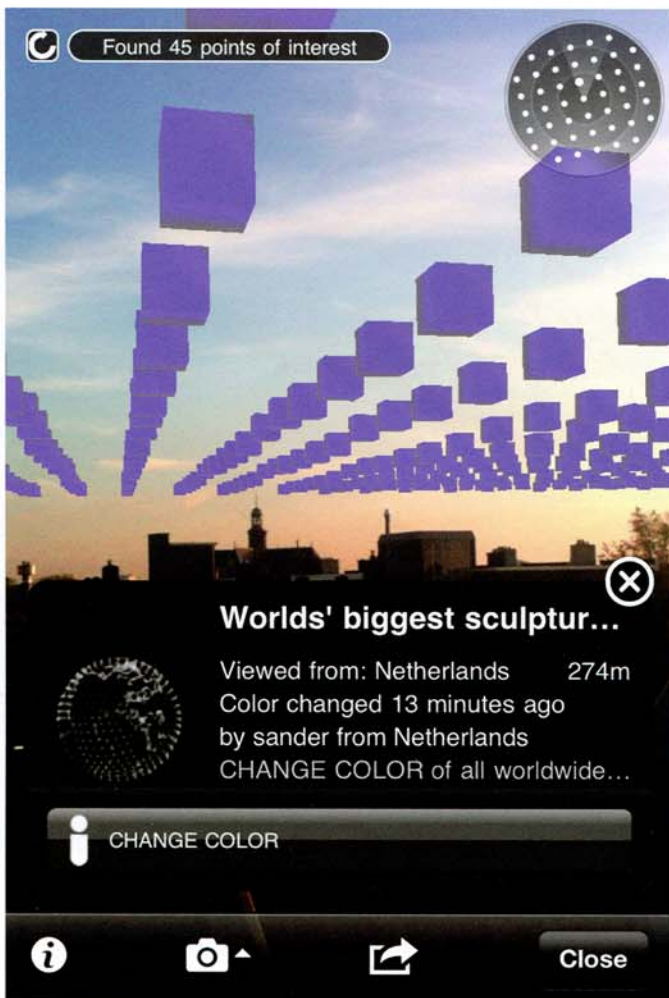 Found 45 points of interest
Worlds' biggest sculptur...
Viewed from: Netherlands 274m
Color changed 13 minutes ago
by sander from Netherlands
CHANGE COLOR of all worldwide...
CHANGE COLOR
Close